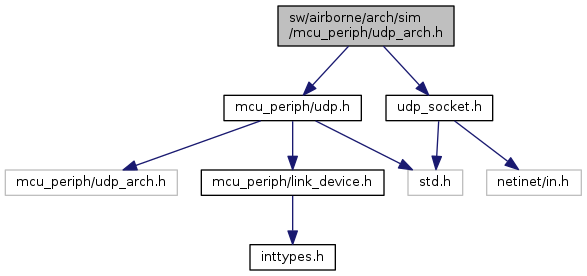 sw/airborne/arch/sim
/mcu_periph/udp_arch.h
mcu_periph/udp.h
udp_socket.h
mcu_periph/udp_arch.h
mcu_periph/link_device.h
std.h
netinet/in.h
inttypes.h